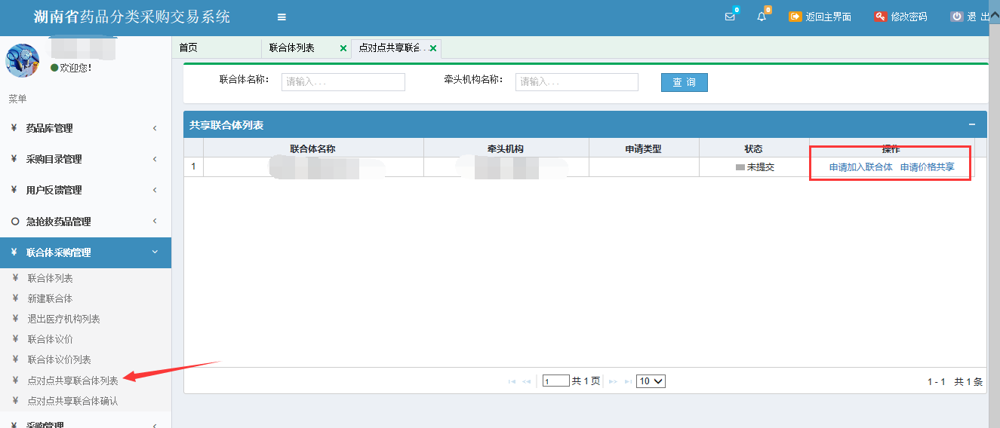 湖南省药品分类采购交易系统
0
0
返回主界面
修改密码
退 出
欢迎您!
菜单
¥ 药品库管理
¥ 采购目录管理
¥ 用户反馈管理
急抢救药品管理
¥ 联合体采购管理
¥ 联合体列表
¥ 新建联合体
¥ 退出医疗机构列表
¥ 联合体议价
¥ 联合体议价列表
¥ 点对点共享联合体列表
¥ 点对点共享联合体确认
¥ 采购管理
首页 联合体列表 点对点共享联合...
联合体名称： 请输入... 牵头机构名称： 请输入... 查 询
共享联合体列表
联合体名称 牵头机构 申请类型 状态 操作
1 未提交 申请加入联合体 申请价格共享
1 共 1 页 10 1 - 1 共 1 条